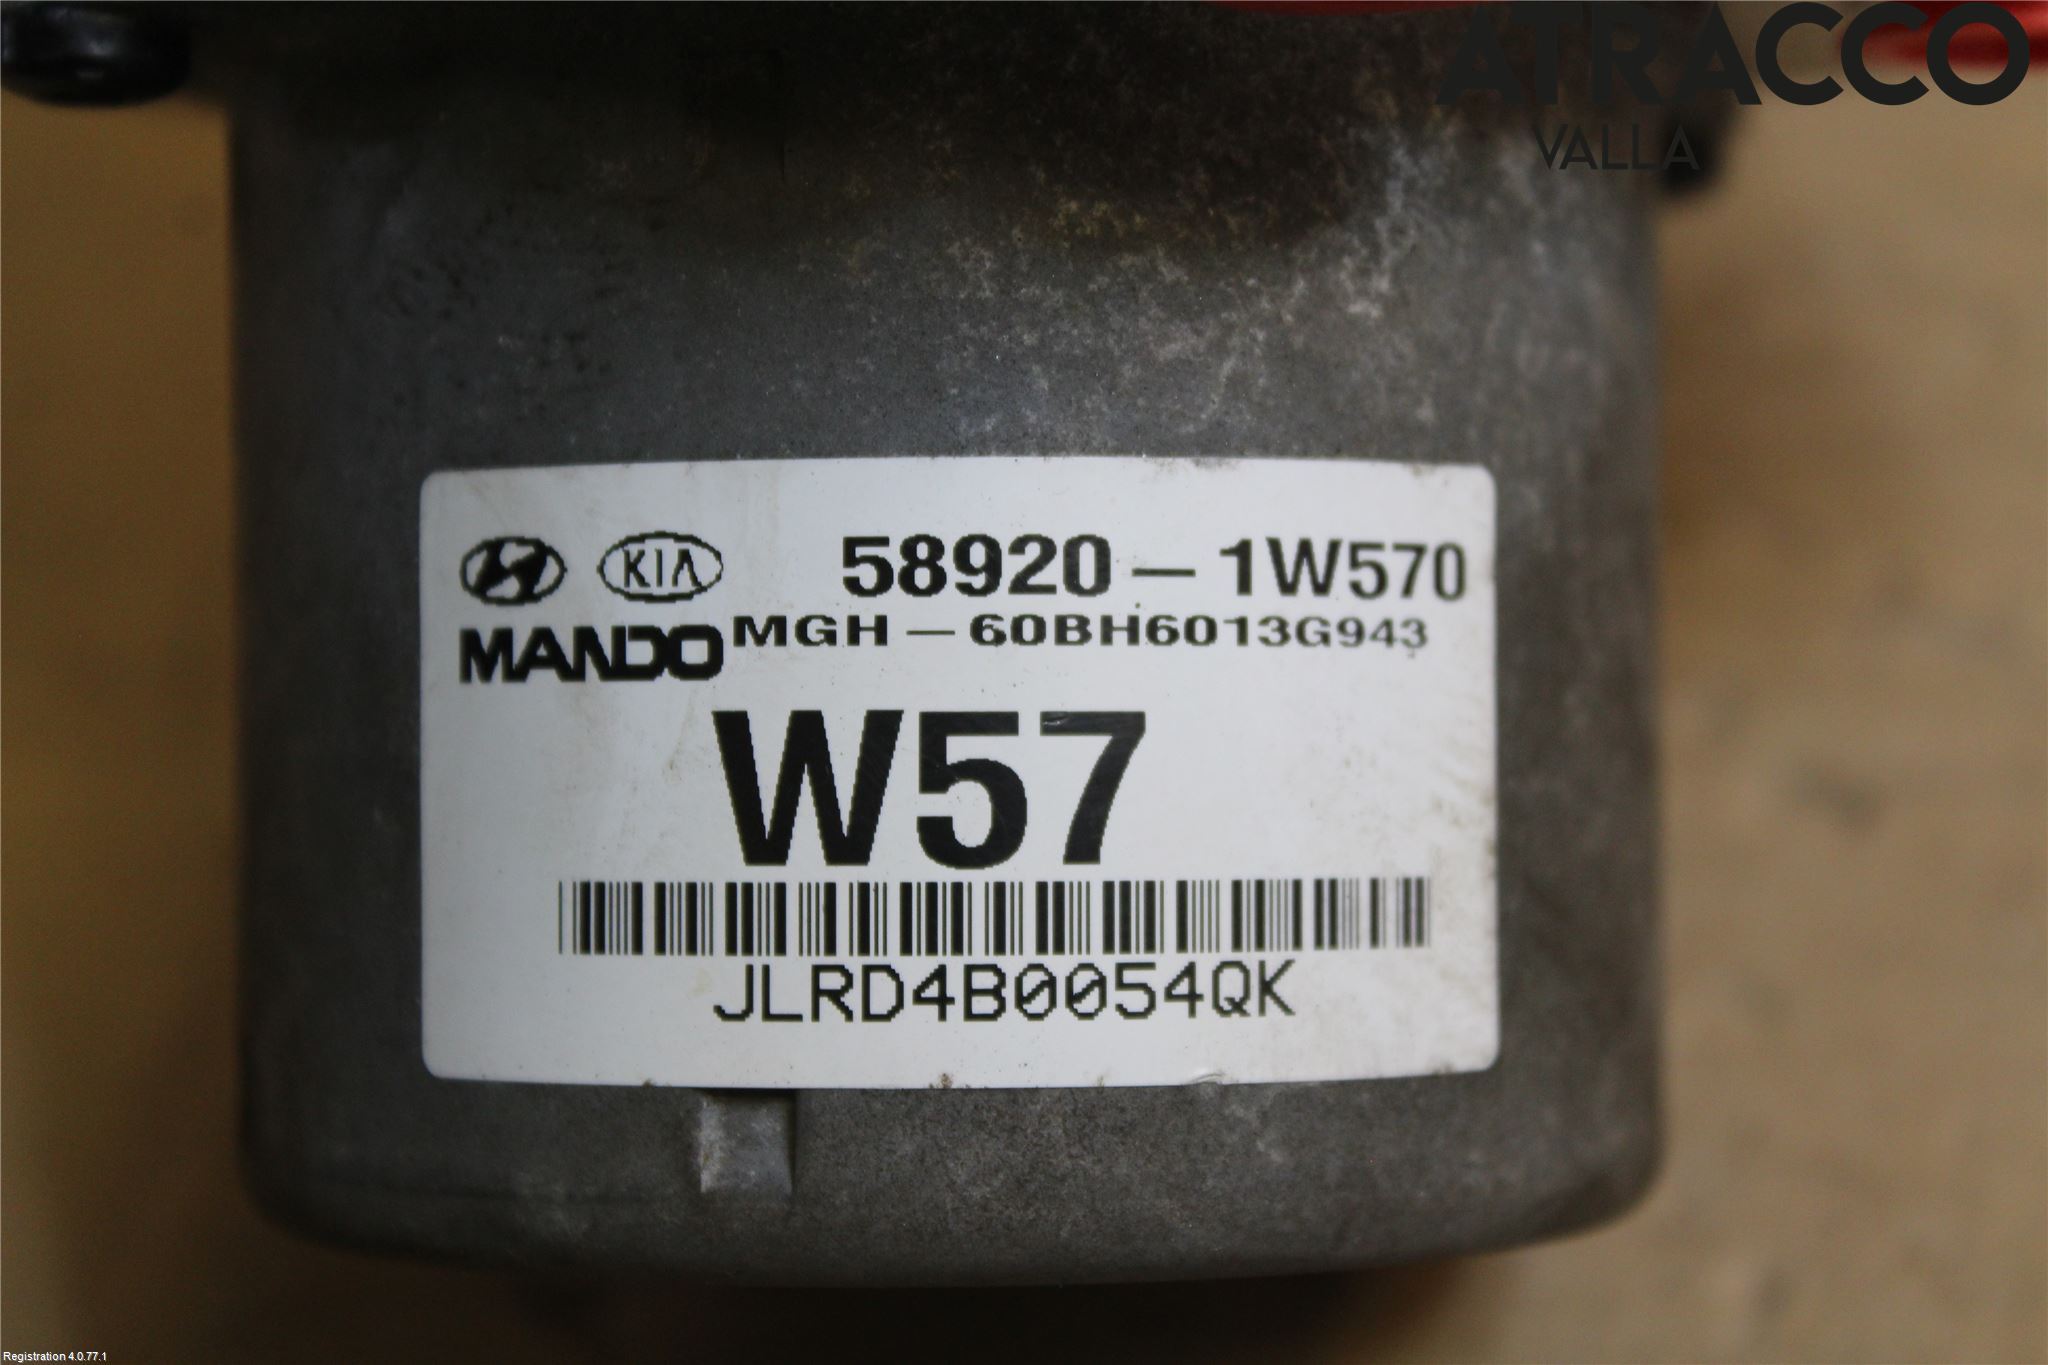 ATRACCO
VALLA
KIA 58920-1W570
MANDO MGH-60BH6013G943
W57
JLRD4B0054QK
Registration 4.0.77.1